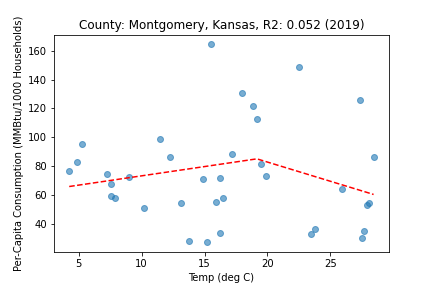 County: Montgomery, Kansas, R2: 0.052 (2019)
Per-Capita Consumption (MMBtu/1000 Households)
160
140
120
100
80
60
40
5 10 15 20 25
Temp (deg C)